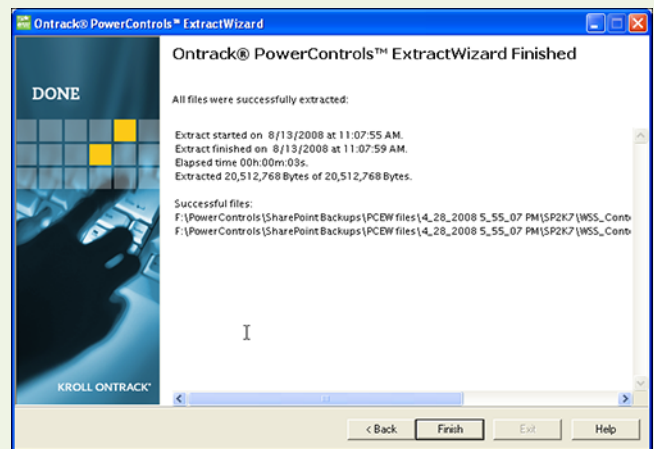 Ontrack® PowerControls™ ExtractWizard
Ontrack® PowerControls™ ExtractWizard Finished
DONE
All files were successfully extracted:
Extract started on 8/13/2008 at 11:07:55 AM.
Extract finished on 8/13/2008 at 11:07:59 AM.
Elapsed time 00h:00m:03s.
Extracted 20,512,768 Bytes of 20,512,768 Bytes.
Successful files:
F:\PowerControls\SharePoint Backups\PCEW files\4_28_2008 5_55_07 PM\SP2K7\WSS_Conte
F:\PowerControls\SharePoint Backups\PCEW files\4_28_2008 5_55_07 PM\SP2K7\WSS_Conte
KROLL ONTRACK®
< Back Finish Exit Help